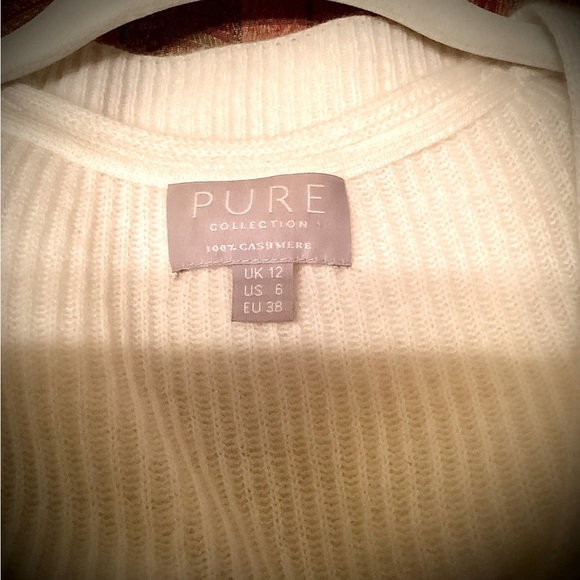 PURE
COLLECTION
100% CASHMERE
UK 12
US 6
EU 38